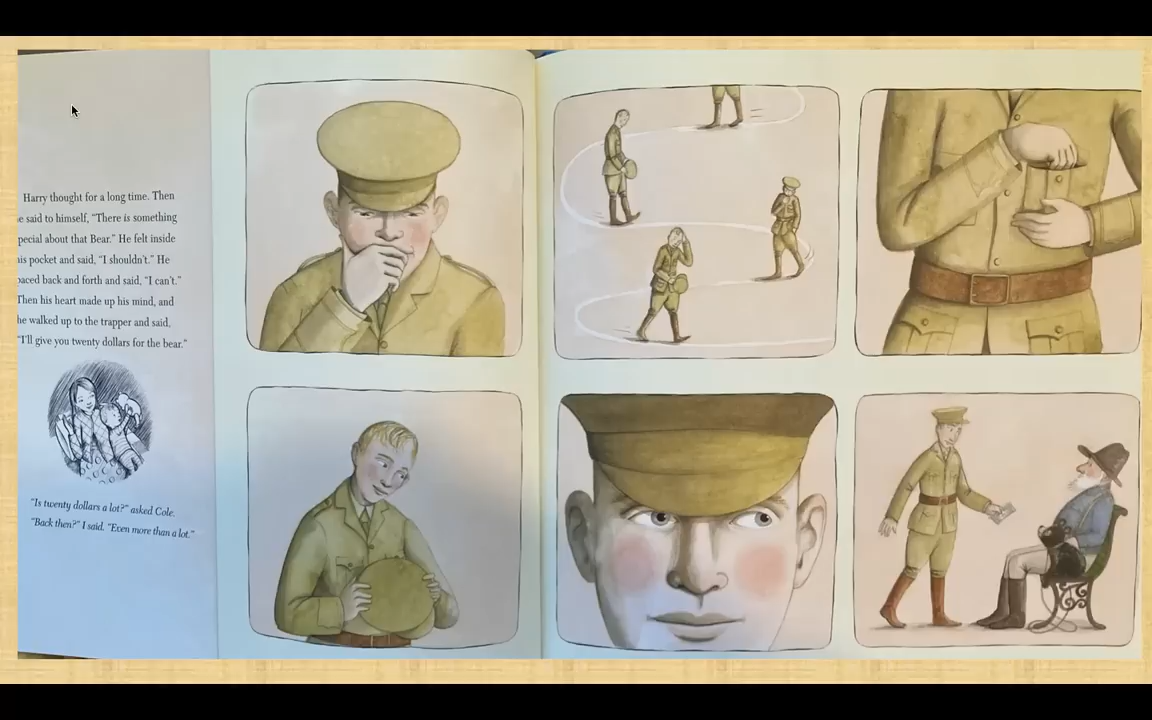 Harry thought for a long time. Then
e said to himself, “There is something
pecial about that Bear.” He felt inside
is pocket and said, “I shouldn’t.” He
paced back and forth and said, “I can’t.”
Then his heart made up his mind, and
he walked up to the trapper and said,
“I’ll give you twenty dollars for the bear.”
“Is twenty dollars a lot?” asked Cole.
“Back then?” I said. “Even more than a lot.”